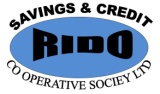 SAVINGS & CREDIT
RIDO
CO OPERATIVE SOCIEY LTD